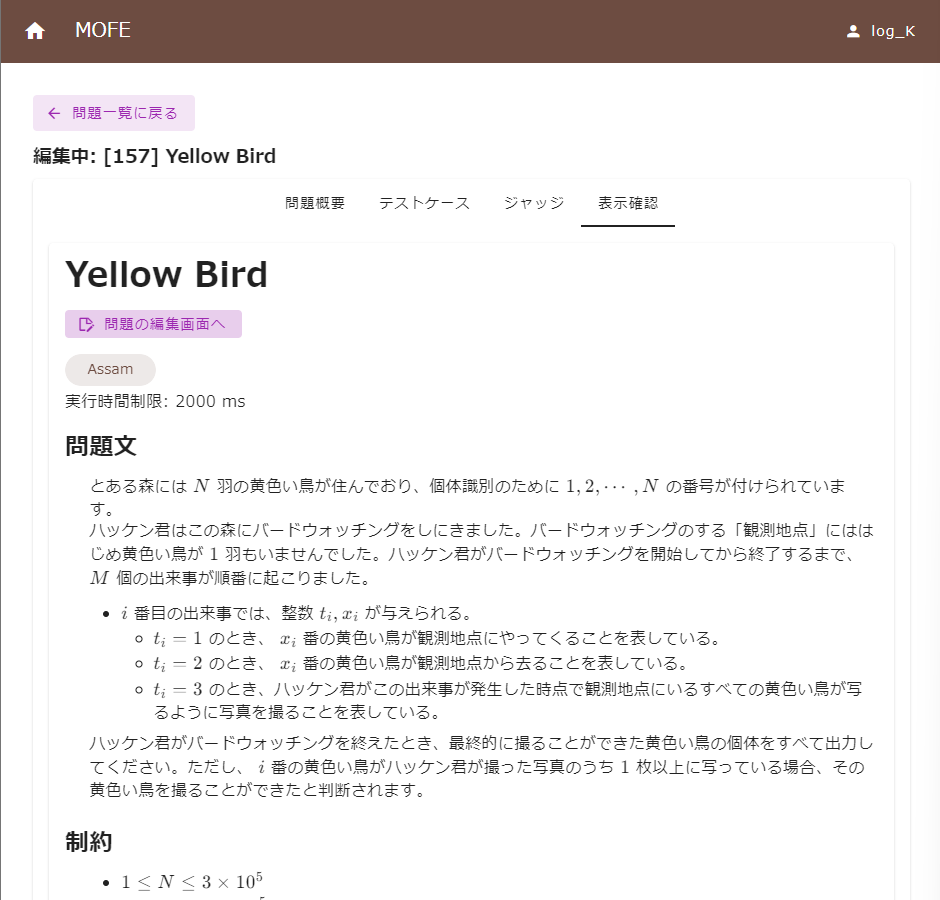 MOFE
log_K
問題一覧に戻る
編集中: [157] Yellow Bird
問題概要 テストケース ジャッジ 表示確認
Yellow Bird
問題の編集画面へ
Assam
実行時間制限: 2000 ms
問題文
とある森には N 羽の黄色い鳥が住んでおり、個体識別のために 1, 2, ⋯ , N の番号が付けられていま
す。
ハッケン君はこの森にバードウォッチングをしにきました。バードウォッチングのする「観測地点」にはは
じめ黄色い鳥が 1 羽もいませんでした。ハッケン君がバードウォッチングを開始してから終了するまで、
M 個の出来事が順番に起こりました。
• i 番目の出来事では、整数 tᵢ, xᵢ が与えられる。
◦ tᵢ = 1 のとき、 xᵢ 番の黄色い鳥が観測地点にやってくることを表している。
◦ tᵢ = 2 のとき、 xᵢ 番の黄色い鳥が観測地点から去ることを表している。
◦ tᵢ = 3 のとき、ハッケン君がこの出来事が発生した時点で観測地点にいるすべての黄色い鳥が写
るように写真を撮ることを表している。
ハッケン君がバードウォッチングを終えたとき、最終的に撮ることができた黄色い鳥の個体をすべて出力し
てください。ただし、 i 番の黄色い鳥がハッケン君が撮った写真のうち 1 枚以上に写っている場合、その
黄色い鳥を撮ることができたと判断されます。
制約
• 1 ≤ N ≤ 3 × 10⁵